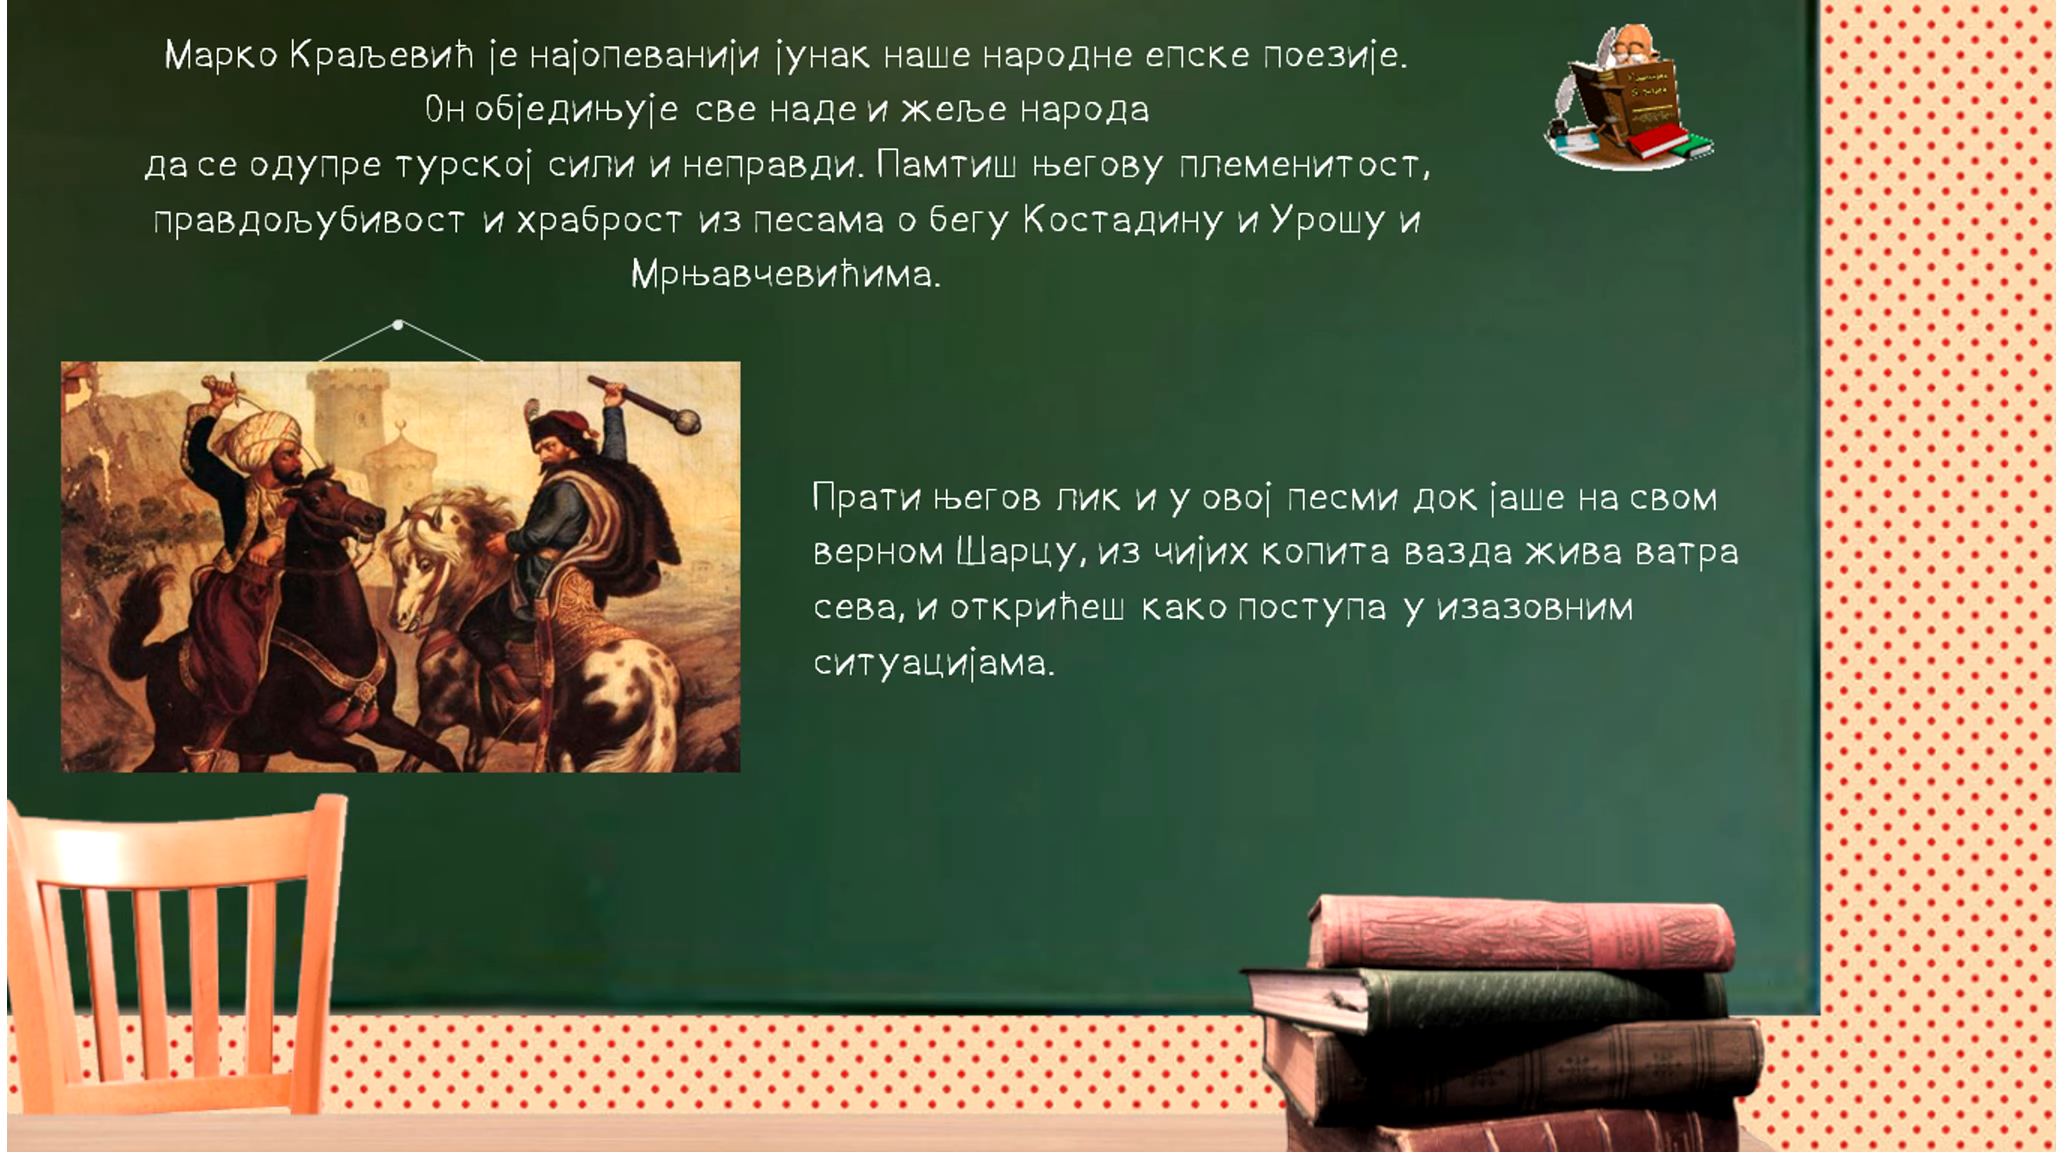 Марко Краљевић је најопеванији јунак наше народне епске поезије.
Он обједињује све наде и жеље народа
да се одупре турској сили и неправди. Памтиш његову племенитост,
правдољубивост и храброст из песама о бегу Костадину и Урошу и
Мрњавчевићима.
Прати његов лик и у овој песми док јаше на свом
верном Шарцу, из чијих копита вазда жива ватра
сева, и открићеш како поступа у изазовним
ситуацијама.